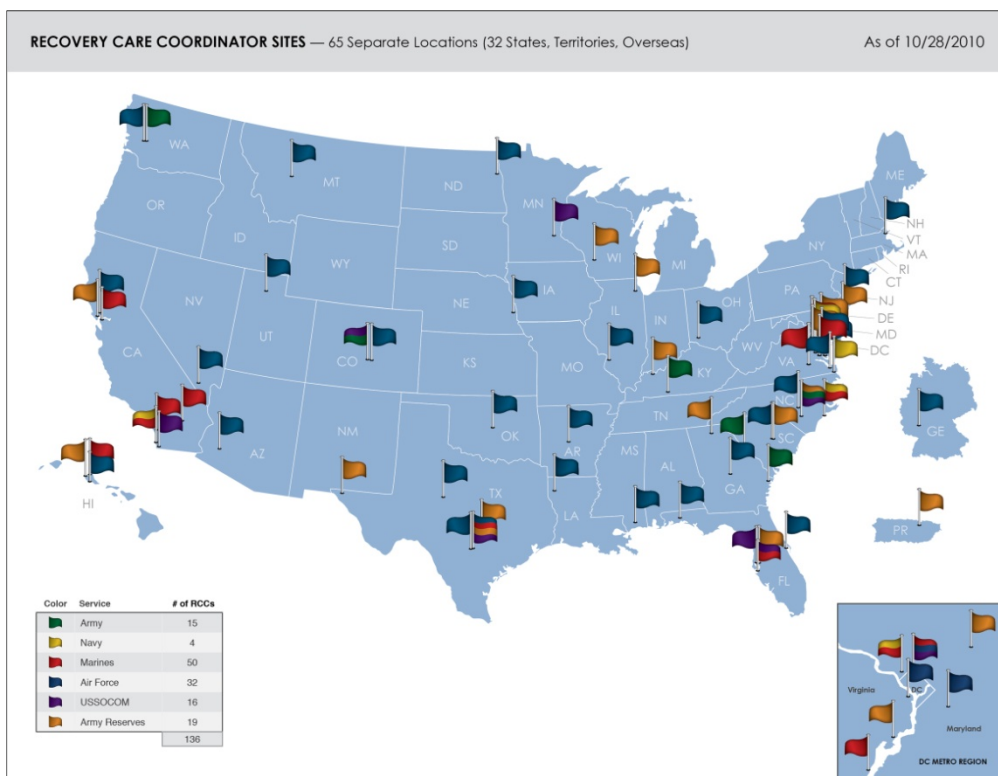 RECOVERY CARE COORDINATOR SITES — 65 Separate Locations (32 States, Territories, Overseas) As of 10/28/2010
WA
MT
ND
MN
ME
OR
ID
SD
WI
MI
NY
NH
VT
MA
RI
CT
WY
NV
UT
CO
NE
IA
IL
IN
OH
PA
NJ
DE
MD
DC
WV
VA
CA
KS
MO
KY
AZ
NM
OK
AR
TN
NC
SC
GE
HI
TX
LA
MS
AL
GA
PR
FL
Color Service # of RCCs
Army 15
Navy 4
Marines 50
Air Force 32
USSOCOM 16
Army Reserves 19
136
Virginia
DC
Maryland
DC METRO REGION